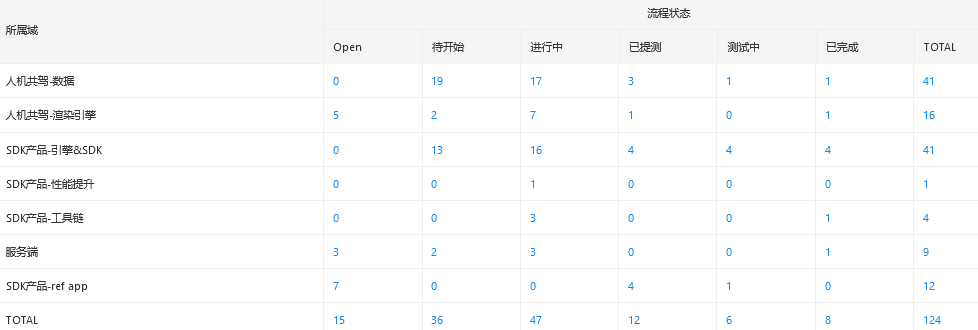 所属域 流程状态
Open 待开始 进行中 已提测 测试中 已完成 TOTAL
人机共驾-数据 0 19 17 3 1 1 41
人机共驾-渲染引擎 5 2 7 1 0 1 16
SDK产品-引擎&SDK 0 13 16 4 4 4 41
SDK产品-性能提升 0 0 1 0 0 0 1
SDK产品-工具链 0 0 3 0 0 1 4
服务端 3 2 3 0 0 1 9
SDK产品-ref app 7 0 0 4 1 0 12
TOTAL 15 36 47 12 6 8 124